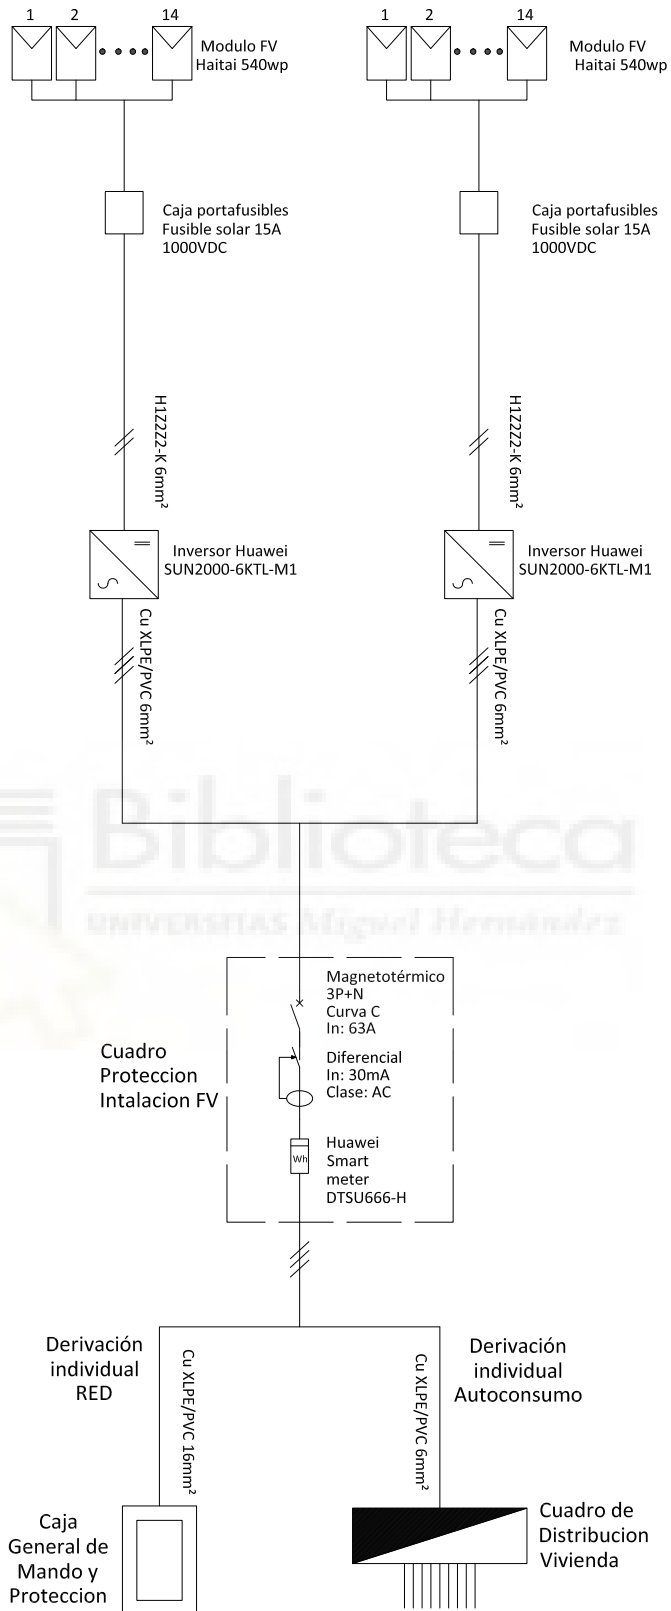 1 2 14
Modulo FV
Haitai 540wp
1 2 14
Modulo FV
Haitai 540wp
Caja portafusibles
Fusible solar 15A
1000VDC
Caja portafusibles
Fusible solar 15A
1000VDC
H1Z2Z2-K 6mm²
H1Z2Z2-K 6mm²
Inversor Huawei
SUN2000-6KTL-M1
Inversor Huawei
SUN2000-6KTL-M1
Cu XLPE/PVC 6mm²
Cu XLPE/PVC 6mm²
Biblioteca
UNIVERSITAS Miguel Hernández
Magnetotérmico
3P+N
Curva C
In: 63A
Cuadro
Proteccion
Intalacion FV
Diferencial
In: 30mA
Clase: AC
Wh
Huawei
Smart
meter
DTSU666-H
Derivación
individual
RED
Cu XLPE/PVC 16mm²
Cu XLPE/PVC 6mm²
Derivación
individual
Autoconsumo
Caja
General de
Mando y
Proteccion
Cuadro de
Distribucion
Vivienda